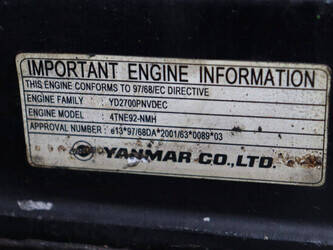 IMPORTANT ENGINE INFORMATION
THIS ENGINE CONFORMS TO 97/68/EC DIRECTIVE
ENGINE FAMILY : YD2700PNVDEC
ENGINE MODEL : 4TNE92-NMH
APPROVAL NUMBER : e13*97/68DA*2001/63*0089*03
YANMAR CO.,LTD.